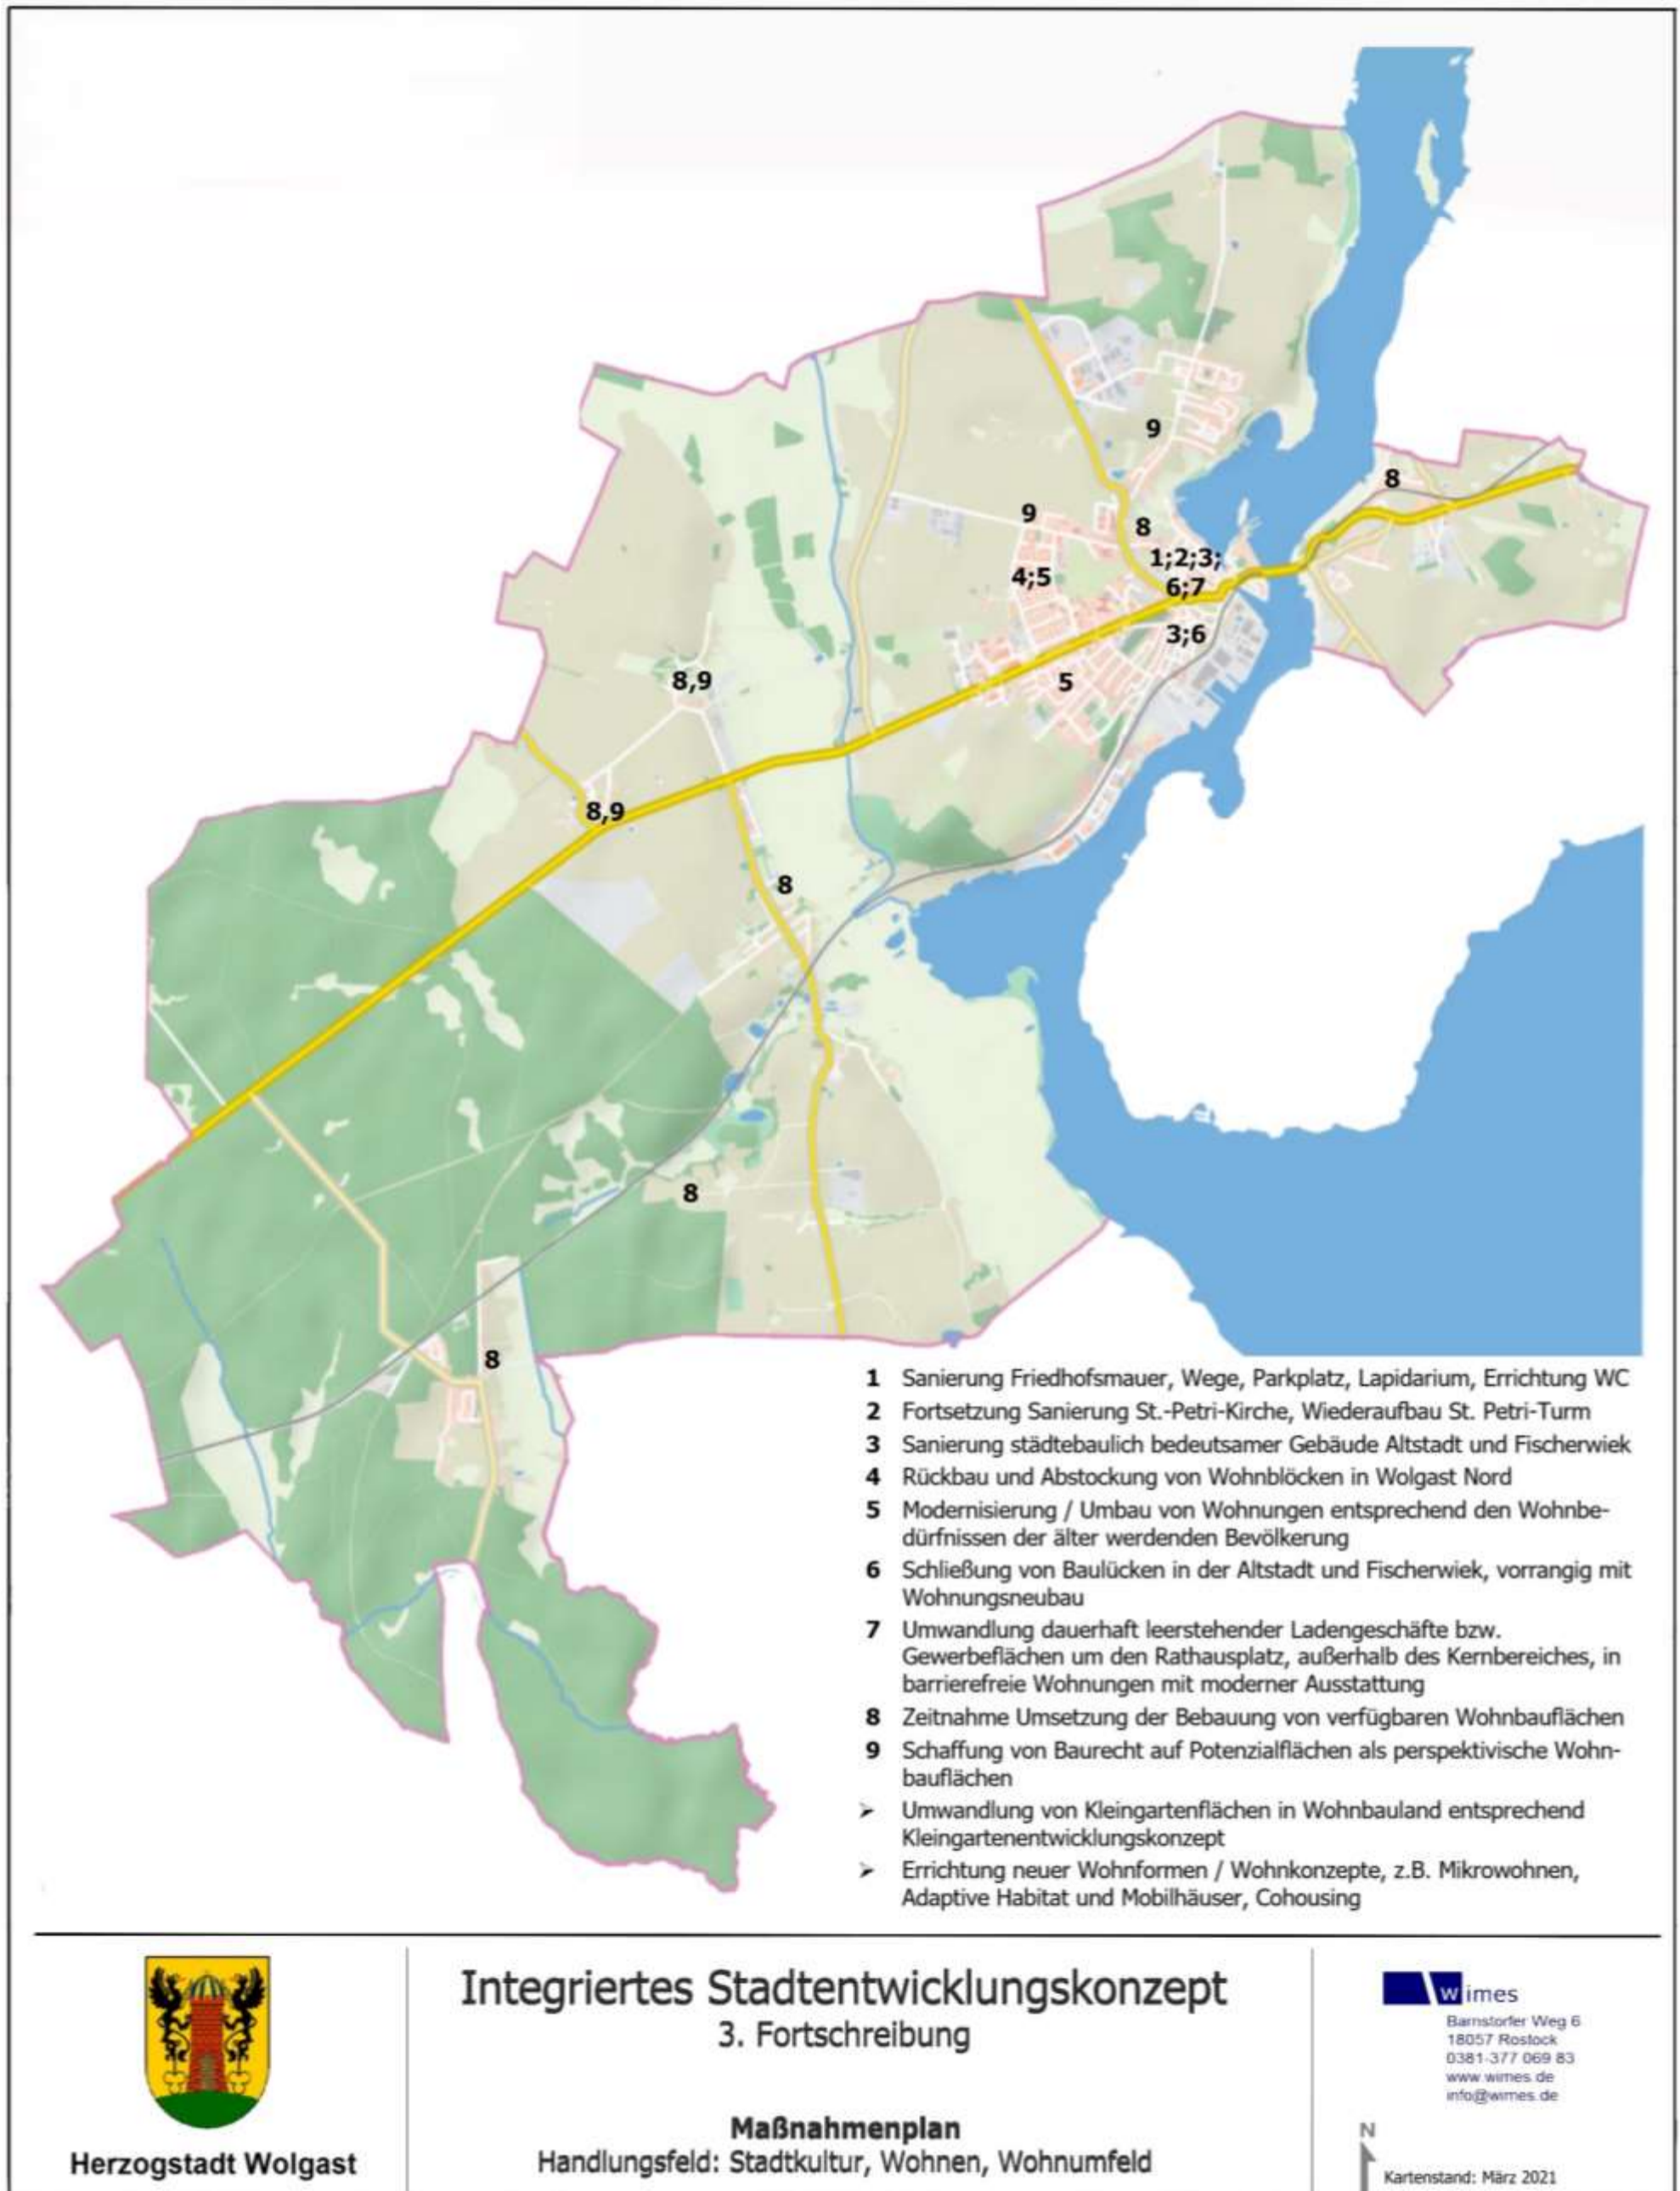 9
8
9
8
1;2;3;
4;5
6;7
3;6
8,9
5
8,9
8
8
8
1 Sanierung Friedhofsmauer, Wege, Parkplatz, Lapidarium, Errichtung WC
2 Fortsetzung Sanierung St.-Petri-Kirche, Wiederaufbau St. Petri-Turm
3 Sanierung städtebaulich bedeutsamer Gebäude Altstadt und Fischerwiek
4 Rückbau und Abstockung von Wohnblöcken in Wolgast Nord
5 Modernisierung / Umbau von Wohnungen entsprechend den Wohnbe-
dürfnissen der älter werdenden Bevölkerung
6 Schließung von Baulücken in der Altstadt und Fischerwiek, vorrangig mit
Wohnungsneubau
7 Umwandlung dauerhaft leerstehender Ladengeschäfte bzw.
Gewerbeflächen um den Rathausplatz, außerhalb des Kernbereiches, in
barrierefreie Wohnungen mit moderner Ausstattung
8 Zeitnahme Umsetzung der Bebauung von verfügbaren Wohnbauflächen
9 Schaffung von Baurecht auf Potenzialflächen als perspektivische Wohn-
bauflächen
➢ Umwandlung von Kleingartenflächen in Wohnbauland entsprechend
Kleingartenentwicklungskonzept
➢ Errichtung neuer Wohnformen / Wohnkonzepte, z.B. Mikrowohnen,
Adaptive Habitat und Mobilhäuser, Cohousing
Herzogstadt Wolgast
Integriertes Stadtentwicklungskonzept
3. Fortschreibung
Maßnahmenplan
Handlungsfeld: Stadtkultur, Wohnen, Wohnumfeld
wimes
Barnstorfer Weg 6
18057 Rostock
0381-377 069 83
www.wimes.de
info@wimes.de
N
Kartenstand: März 2021